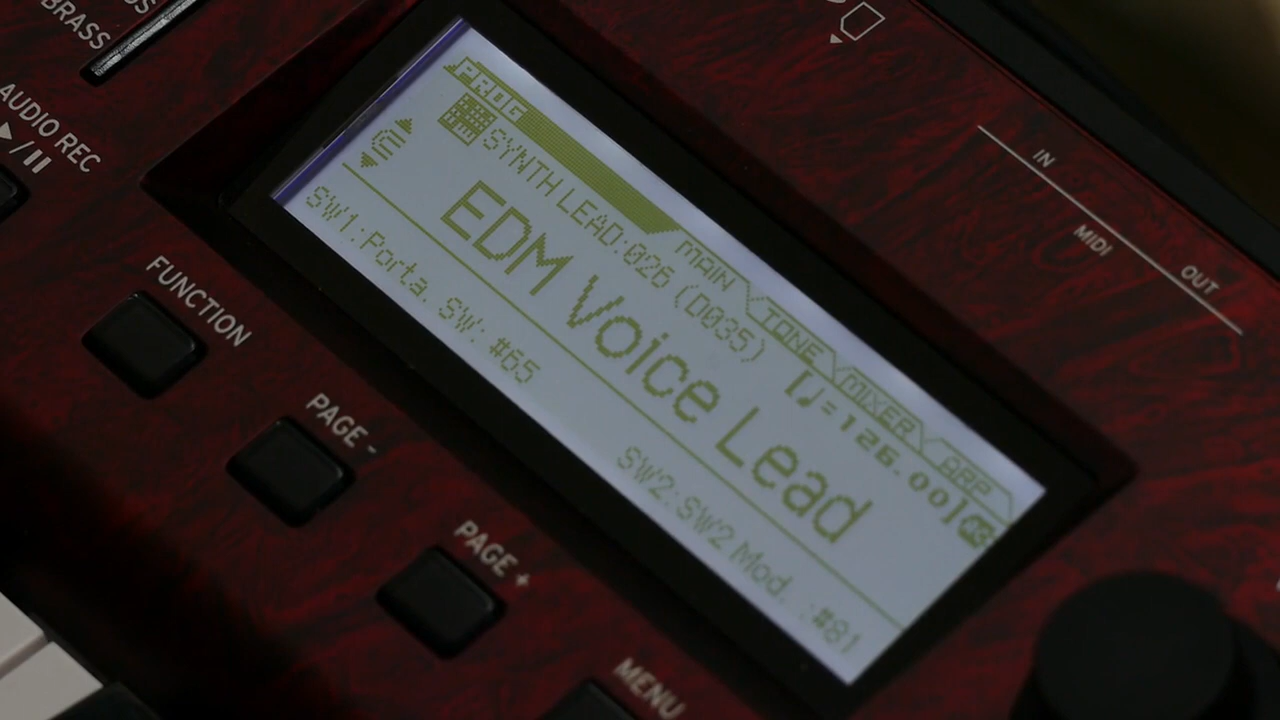 BRASS
AUDIO REC
FUNCTION
PAGE -
PAGE +
MENU
PROG
MAIN
TONE
MIXER
ARP
SYNTH LEAD:026 (D035)
[♩=126.00]
EDM Voice Lead
SW1:Porta. SW: #65
SW2:SW2 Mod. :#81
IN
MIDI
OUT